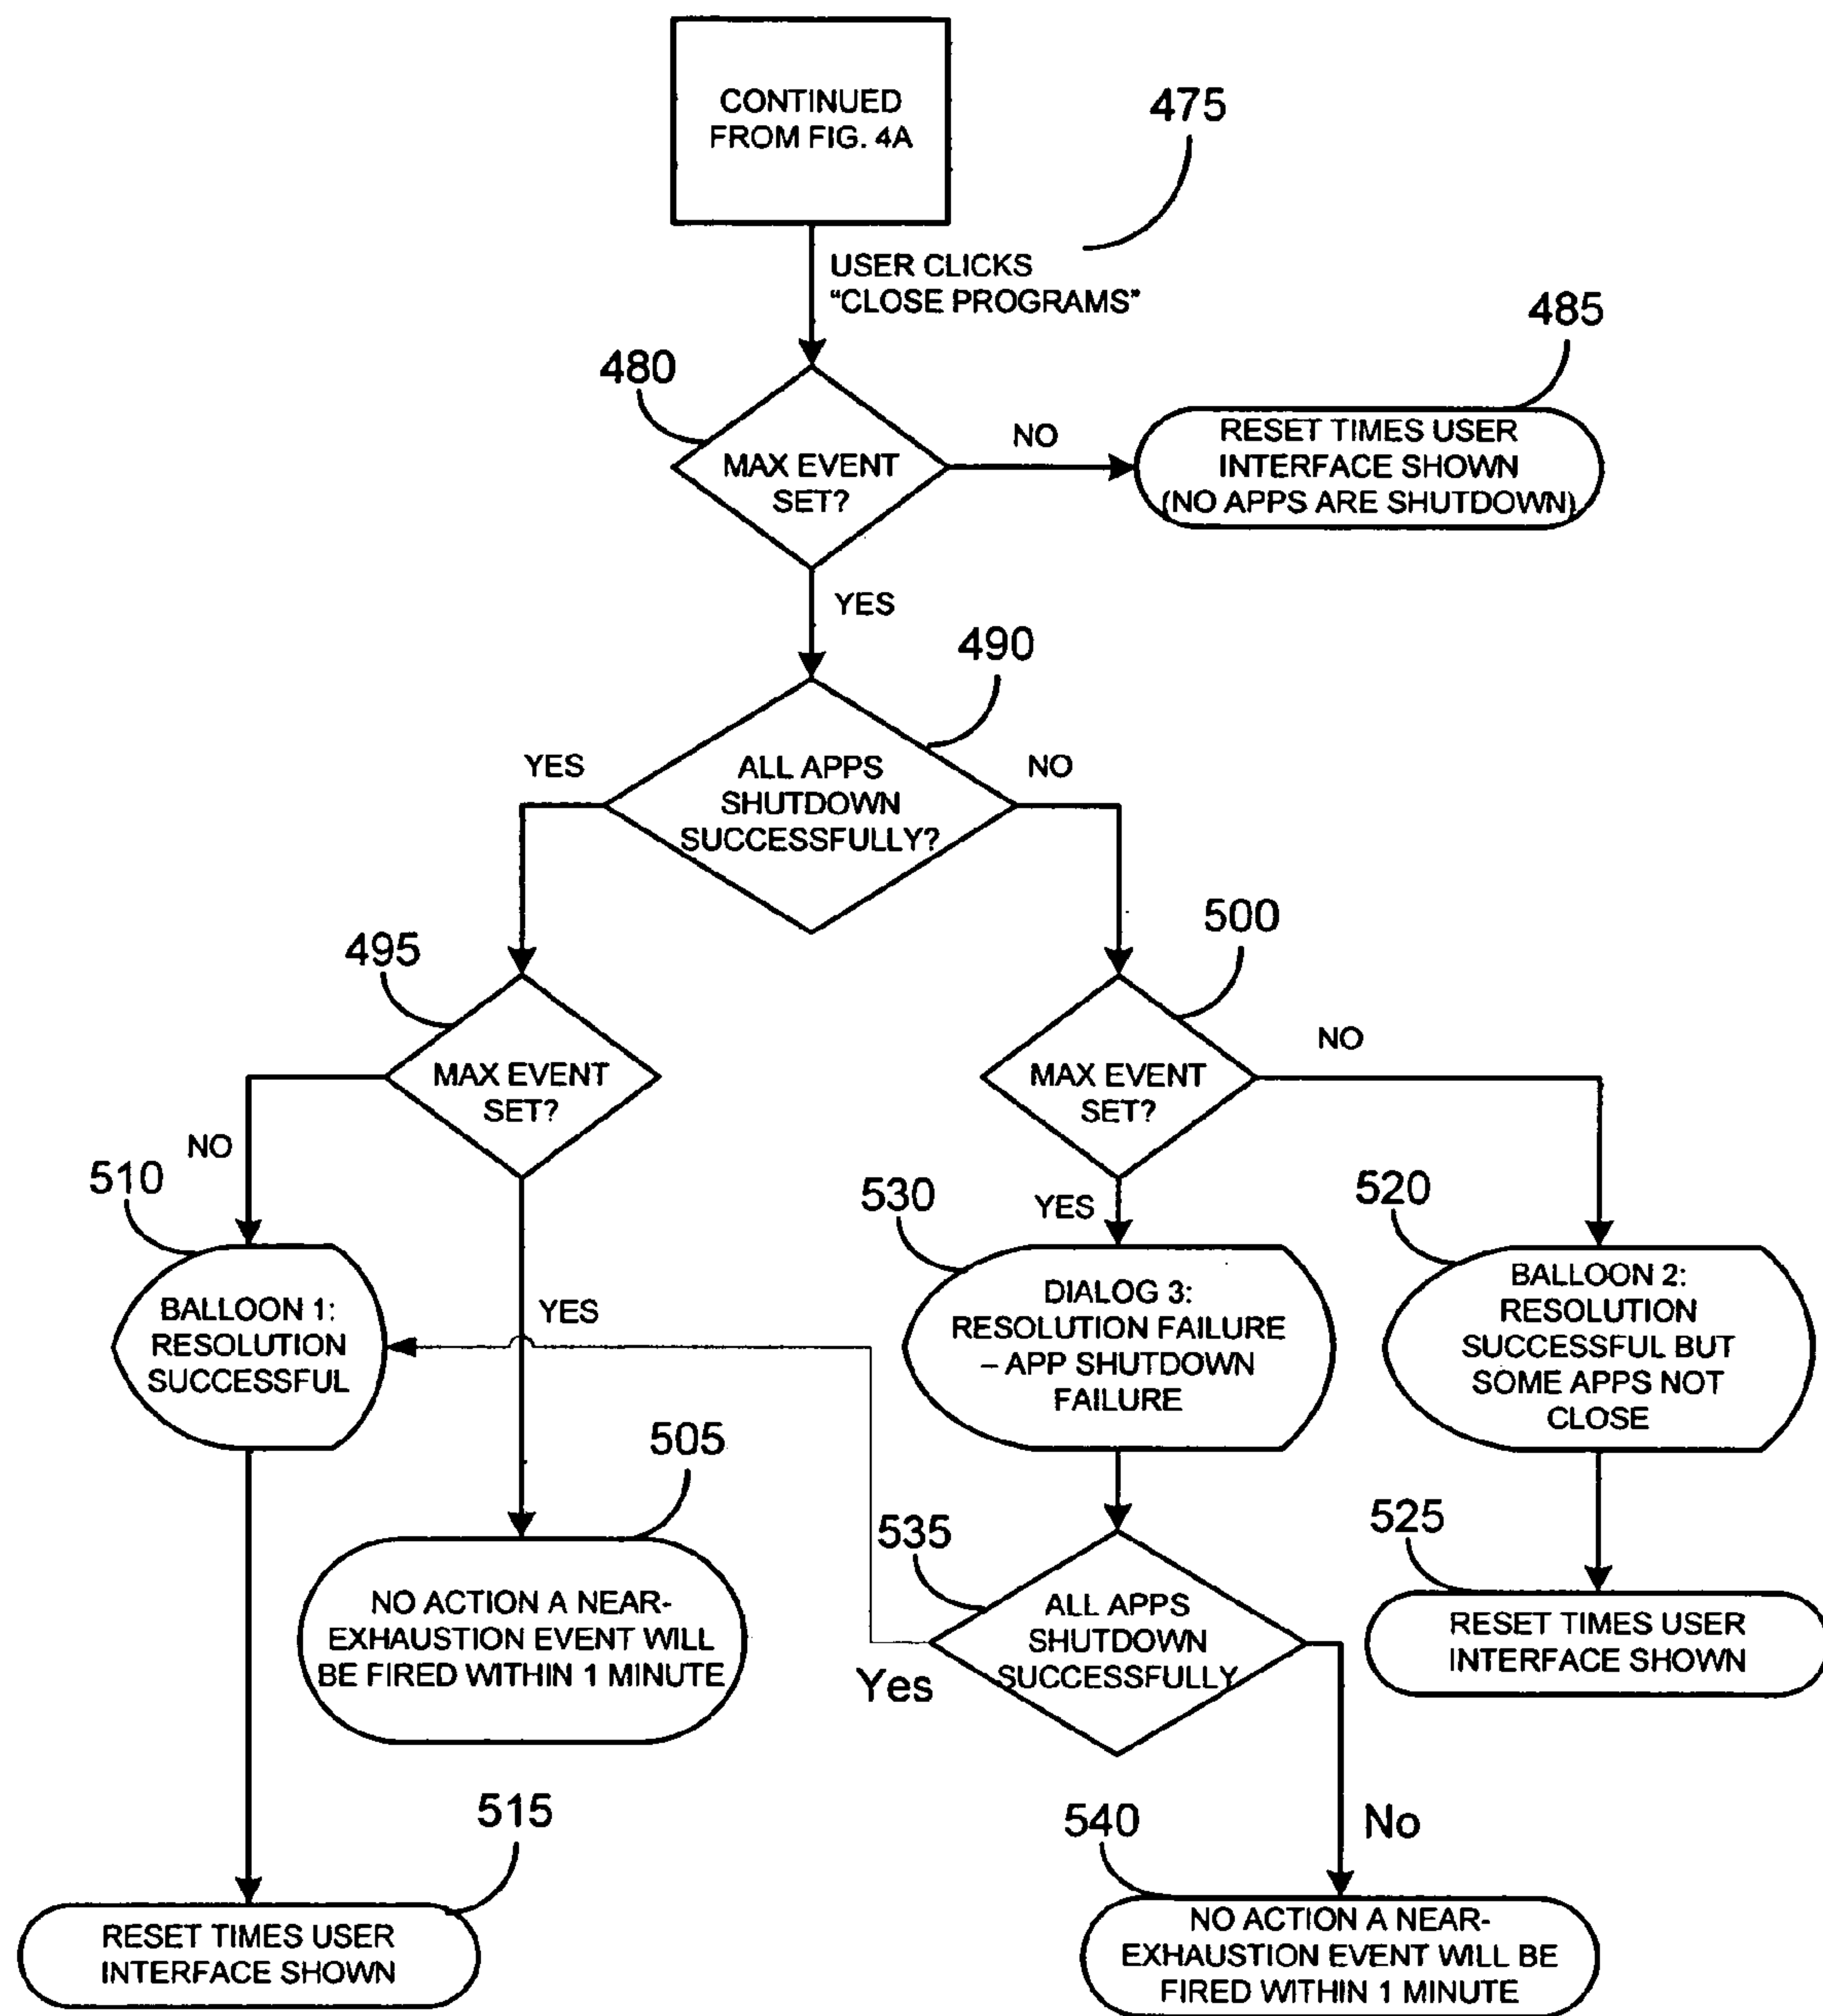 CONTINUED
FROM FIG. 4A
475
USER CLICKS
“CLOSE PROGRAMS”
485
480
MAX EVENT
SET?
NO
RESET TIMES USER
INTERFACE SHOWN
(NO APPS ARE SHUTDOWN)
YES
490
YES
ALL APPS
SHUTDOWN
SUCCESSFULLY?
NO
495
500
MAX EVENT
SET?
MAX EVENT
SET?
NO
NO
510
530
YES
520
BALLOON 1:
RESOLUTION
SUCCESSFUL
YES
DIALOG 3:
RESOLUTION FAILURE
– APP SHUTDOWN
FAILURE
BALLOON 2:
RESOLUTION
SUCCESSFUL BUT
SOME APPS NOT
CLOSE
505
535
525
NO ACTION A NEAR-
EXHAUSTION EVENT WILL
BE FIRED WITHIN 1 MINUTE
ALL APPS
SHUTDOWN
SUCCESSFULLY
Yes
RESET TIMES USER
INTERFACE SHOWN
515
540
No
RESET TIMES USER
INTERFACE SHOWN
NO ACTION A NEAR-
EXHAUSTION EVENT WILL BE
FIRED WITHIN 1 MINUTE